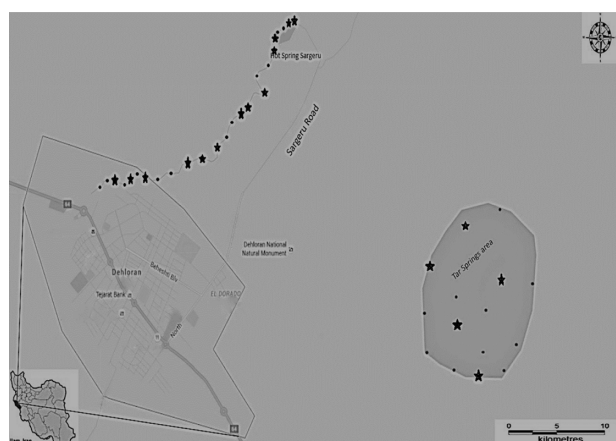 Hot Spring Sargeru
Sargeru Road
Dehloran National
Natural Monument
Tar Springs area
Dehloran
Beheshti Blv
Tejarat Bank
EL DORADO
0
5
10
kilometres